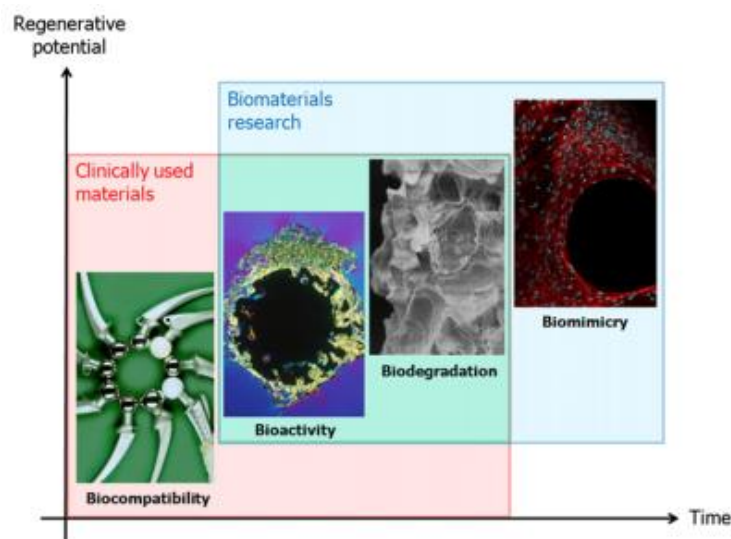 Regenerative
potential
Biomaterials
research
Clinically used
materials
Biomimicry
Biodegradation
Bioactivity
Biocompatibility
Time